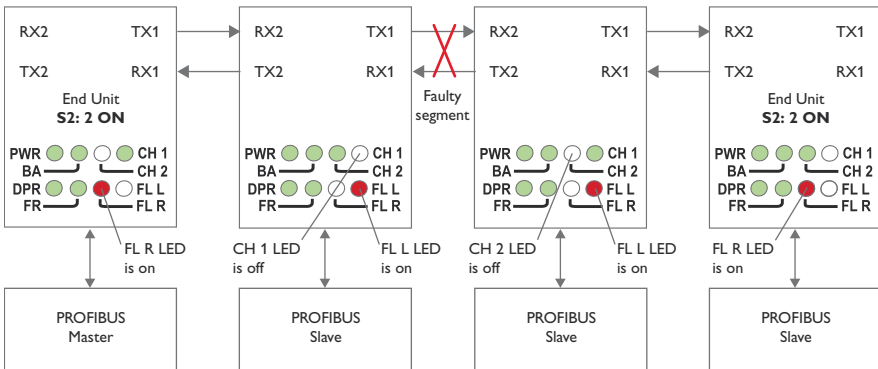 RX2 TX1
TX2 RX1
End Unit
S2: 2 ON
PWR CH 1
BA CH 2
DPR FL L
FR FL R
FL R LED
is on
PROFIBUS
Master
RX2 TX1
TX2 RX1
PWR CH 1
BA CH 2
DPR FL L
FR FL R
CH 1 LED
is off
FL L LED
is on
PROFIBUS
Slave
Faulty
segment
RX2 TX1
TX2 RX1
PWR CH 1
BA CH 2
DPR FL L
FR FL R
CH 2 LED
is off
FL L LED
is on
PROFIBUS
Slave
RX2 TX1
TX2 RX1
End Unit
S2: 2 ON
PWR CH 1
BA CH 2
DPR FL L
FR FL R
FL R LED
is on
PROFIBUS
Slave